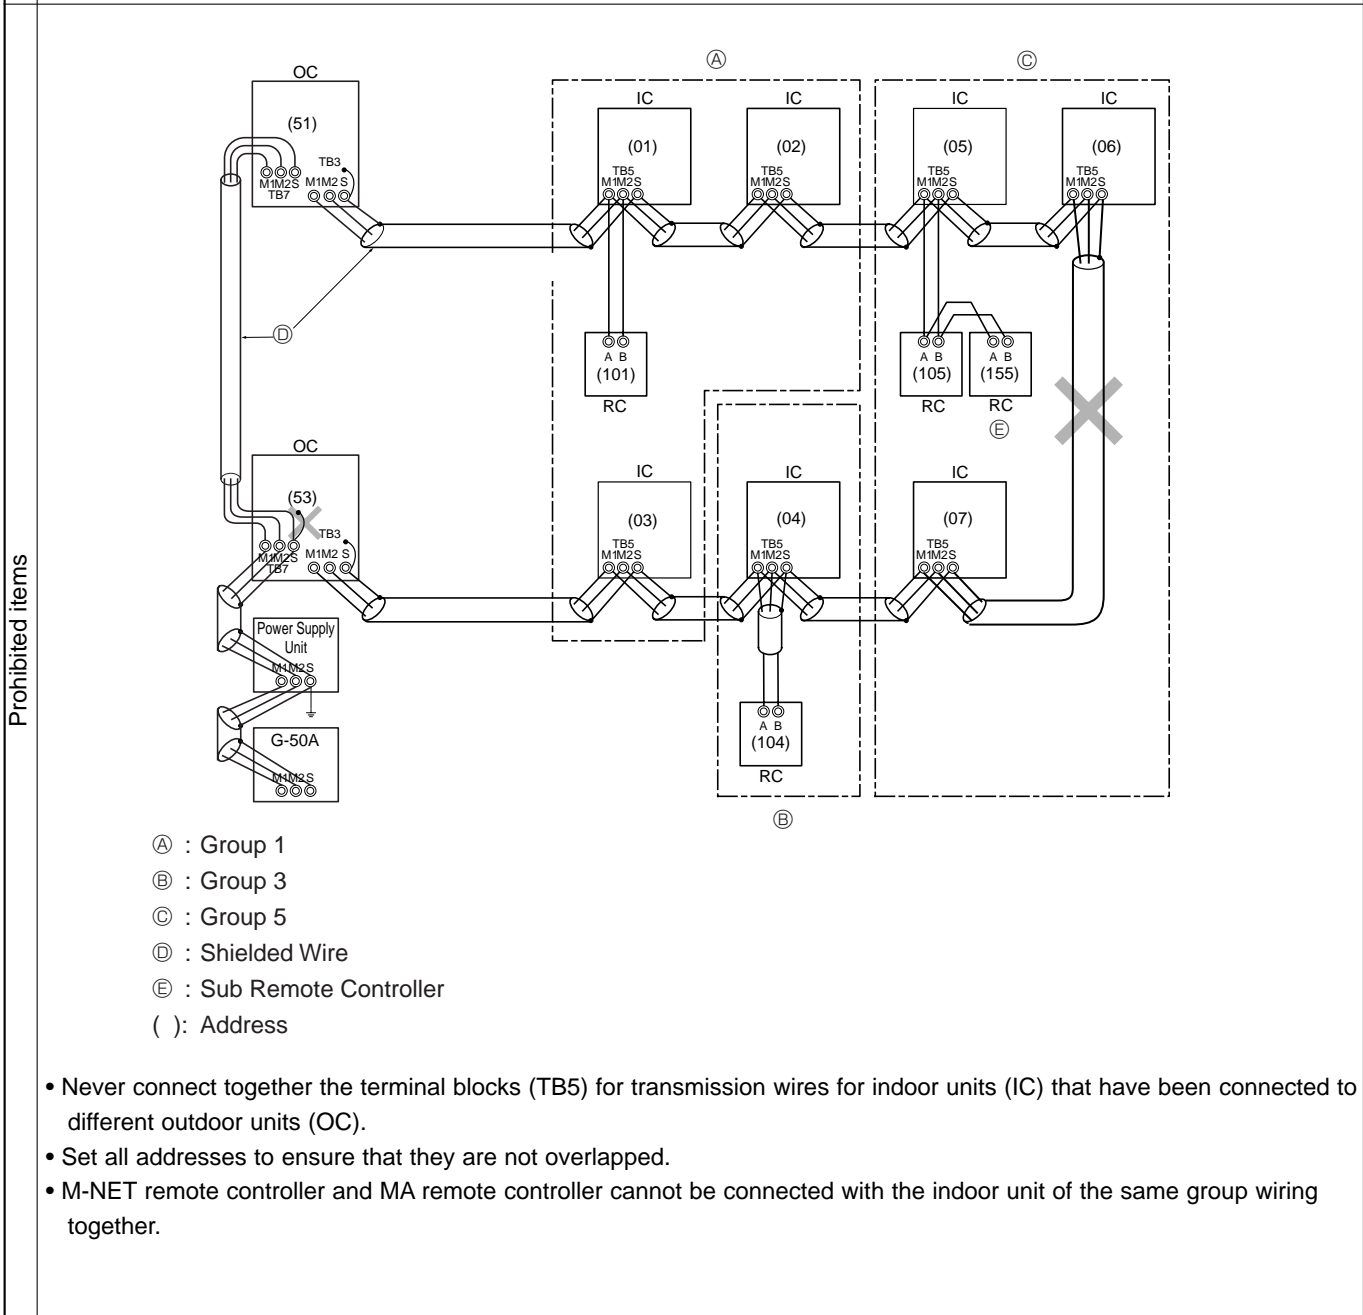 Prohibited items
Ⓐ
Ⓒ
OC
IC
IC
IC
IC
(51)
(01)
(02)
(05)
(06)
TB3
TB5
TB5
TB5
TB5
M1M2S
M1M2 S
M1M2S
M1M2S
M1M2S
M1M2S
TB7
Ⓓ
A B
A B
A B
(101)
(105)
(155)
RC
RC
RC
Ⓔ
OC
IC
IC
IC
(53)
(03)
(04)
(07)
TB3
TB5
TB5
TB5
M1M2S
M1M2 S
M1M2S
M1M2S
M1M2S
TB7
Power Supply
Unit
M1M2S
A B
G-50A
(104)
M1M2S
RC
Ⓑ
Ⓐ : Group 1
Ⓑ : Group 3
Ⓒ : Group 5
Ⓓ : Shielded Wire
Ⓔ : Sub Remote Controller
( ): Address
• Never connect together the terminal blocks (TB5) for transmission wires for indoor units (IC) that have been connected to
different outdoor units (OC).
• Set all addresses to ensure that they are not overlapped.
• M-NET remote controller and MA remote controller cannot be connected with the indoor unit of the same group wiring
together.